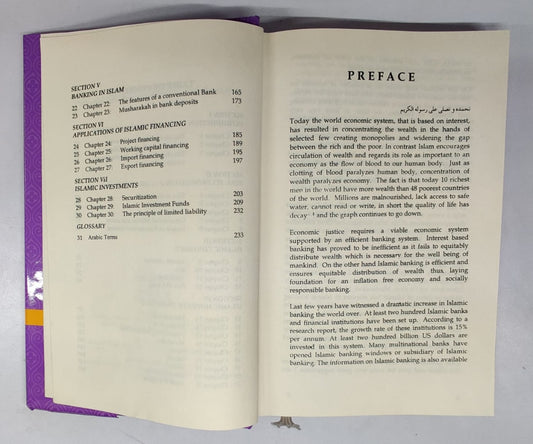 SECTION V
BANKING IN ISLAM
22 Chapter 22: The features of a conventional Bank 165
23 Chapter 23: Musharakah in bank deposits 173
SECTION VI
APPLICATIONS OF ISLAMIC FINANCING
24 Chapter 24: Project financing 185
25 Chapter 25: Working capital financing 189
26 Chapter 26: Import financing 195
27 Chapter 27: Export financing 197
SECTION VII
ISLAMIC INVESTMENTS
28 Chapter 28: Securitization 203
29 Chapter 29: Islamic Investment Funds 209
30 Chapter 30: The principle of limited liability 232
GLOSSARY
31 Arabic Terms 233
PREFACE
نحمده و نصلى على رسوله الكريم
Today the world economic system, that is based on interest,
has resulted in concentrating the wealth in the hands of
selected few creating monopolies and widening the gap
between the rich and the poor. In contrast Islam encourages
circulation of wealth and regards its role as important to an
economy as the flow of blood to our human body. Just as
clotting of blood paralyzes human body, concentration of
wealth paralyzes economy. The fact is that today 10 richest
men in the world have more wealth than 48 poorest countries
of the world. Millions are malnourished, lack access to safe
water, cannot read or write, in short the quality of life has
decay and the graph continues to go down.
Economic justice requires a viable economic system
supported by an efficient banking system. Interest based
banking has proved to be inefficient as it fails to equitably
distribute wealth which is necessary for the well being of
mankind. On the other hand Islamic banking is efficient and
ensures equitable distribution of wealth thus, laying
foundation for an inflation free economy and socially
responsible banking.
Last few years have witnessed a dramatic increase in Islamic
banking the world over. At least two hundred Islamic banks
and financial institutions have been set up. According to a
research report, the growth rate of these institutions is 15%
per annum. At least two hundred billion US dollars are
invested in this system. Many multinational banks have
opened Islamic banking windows or subsidiary of Islamic
banking. The information on Islamic banking is also available